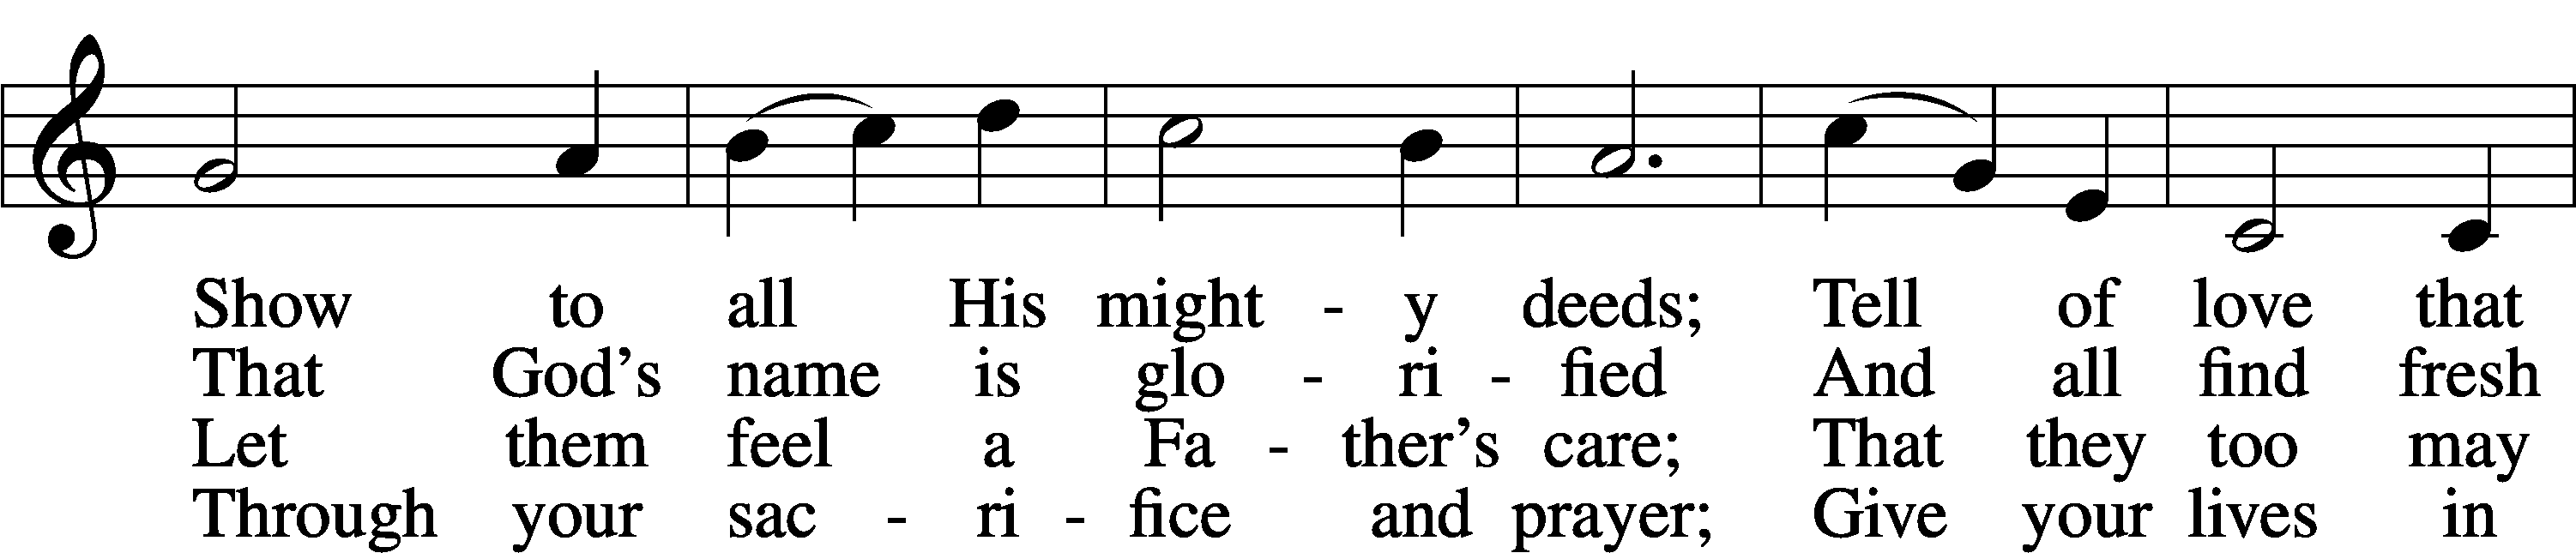 Show to all His might - y deeds; Tell of love that
That God’s name is glo - ri - fied And all find fresh
Let them feel a Fa - ther’s care; That they too may
Through your sac - ri - fice and prayer; Give your lives in